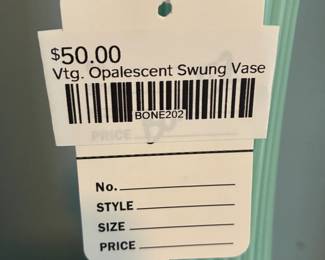 $50.00
Vtg. Opalescent Swung Vase
BONE202
PRICE
No.
STYLE
SIZE
PRICE